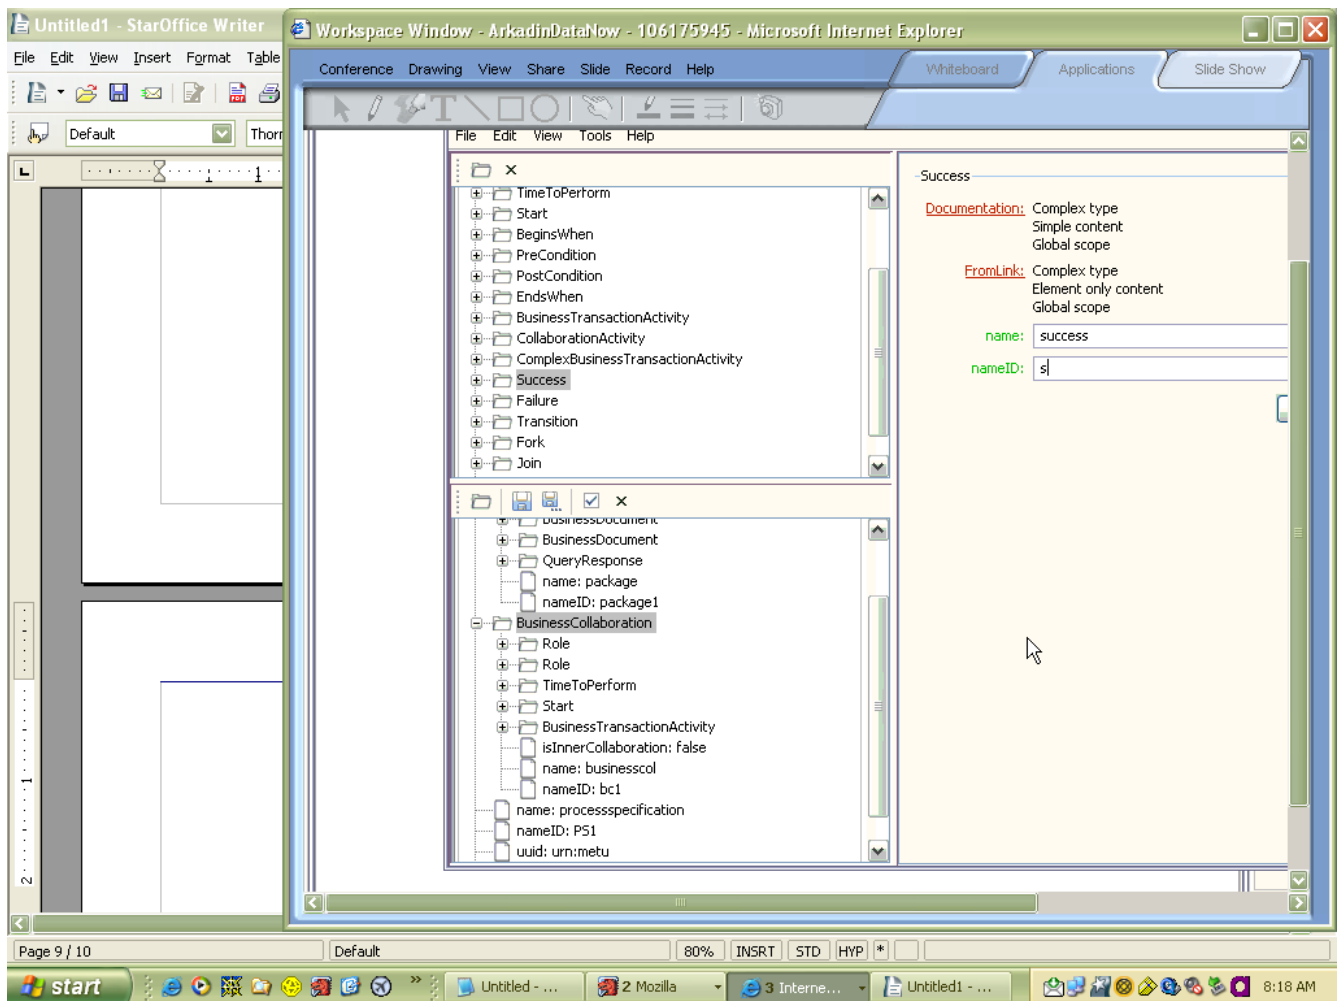 Untitled1 - StarOffice Writer
File Edit View Insert Format Table
Default
Thorn
1
Workspace Window - ArkadinDataNow - 106175945 - Microsoft Internet Explorer
Conference Drawing View Share Slide Record Help
Whiteboard
Applications
Slide Show
File Edit View Tools Help
TimeToPerform
Start
BeginsWhen
PreCondition
PostCondition
EndsWhen
BusinessTransactionActivity
CollaborationActivity
ComplexBusinessTransactionActivity
Success
Failure
Transition
Fork
Join
BusinessDocument
BusinessDocument
QueryResponse
name: package
nameID: package1
BusinessCollaboration
Role
Role
TimeToPerform
Start
BusinessTransactionActivity
isInnerCollaboration: false
name: businesscol
nameID: bc1
name: processspecification
nameID: PS1
uuid: urn:metu
Success
Documentation: Complex type
Simple content
Global scope
FromLink: Complex type
Element only content
Global scope
name: success
nameID: s
1
2
Page 9 / 10
Default
80%
INSRT
STD
HYP
*
start
Untitled - ...
2 Mozilla
3 Interne...
Untitled1 - ...
8:18 AM